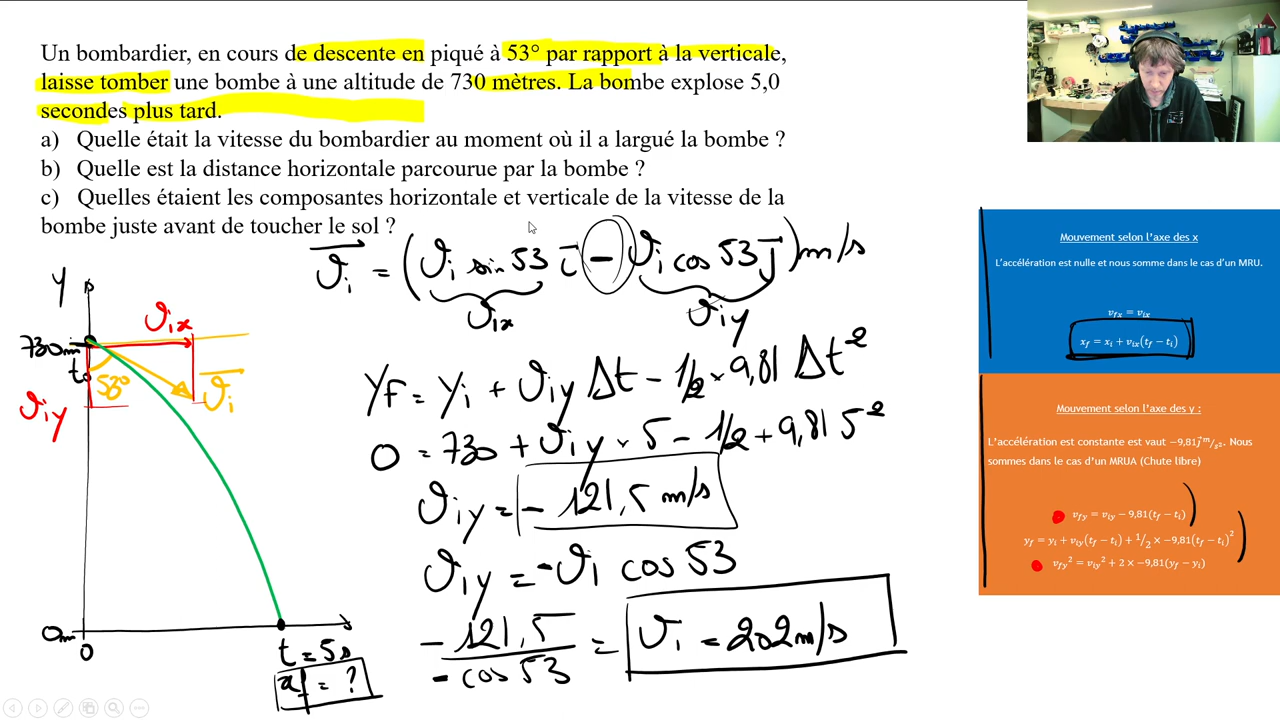 Un bombardier, en cours de descente en piqué à 53° par rapport à la verticale,
laisse tomber une bombe à une altitude de 730 mètres. La bombe explose 5,0
secondes plus tard.
a) Quelle était la vitesse du bombardier au moment où il a largué la bombe ?
b) Quelle est la distance horizontale parcourue par la bombe ?
c) Quelles étaient les composantes horizontale et verticale de la vitesse de la
bombe juste avant de toucher le sol ?
vi = (vi sin 53 i - vi cos 53 j) m/s
vix viy
y
vix
730m
t0
53°
vi
viy
0m
0
t = 5s
xf = ?
yf = yi + viy Δt - 1/2 × 9,81 Δt²
0 = 730 + viy × 5 - 1/2 × 9,81 5²
viy = - 121,5 m/s
viy = - vi cos 53
- 121,5 / - cos 53 = vi = 202 m/s
Mouvement selon l'axe des x
L'accélération est nulle et nous somme dans le cas d'un MRU.
vfx = vix
xf = xi + vix(tf − ti)
Mouvement selon l'axe des y :
L'accélération est constante est vaut −9,81j m/s². Nous
sommes dans le cas d'un MRUA (Chute libre)
vfy = viy − 9,81(tf − ti)
yf = yi + viy(tf − ti) + 1/2 × −9,81(tf − ti)²
vfy² = viy² + 2 × −9,81(yf − yi)